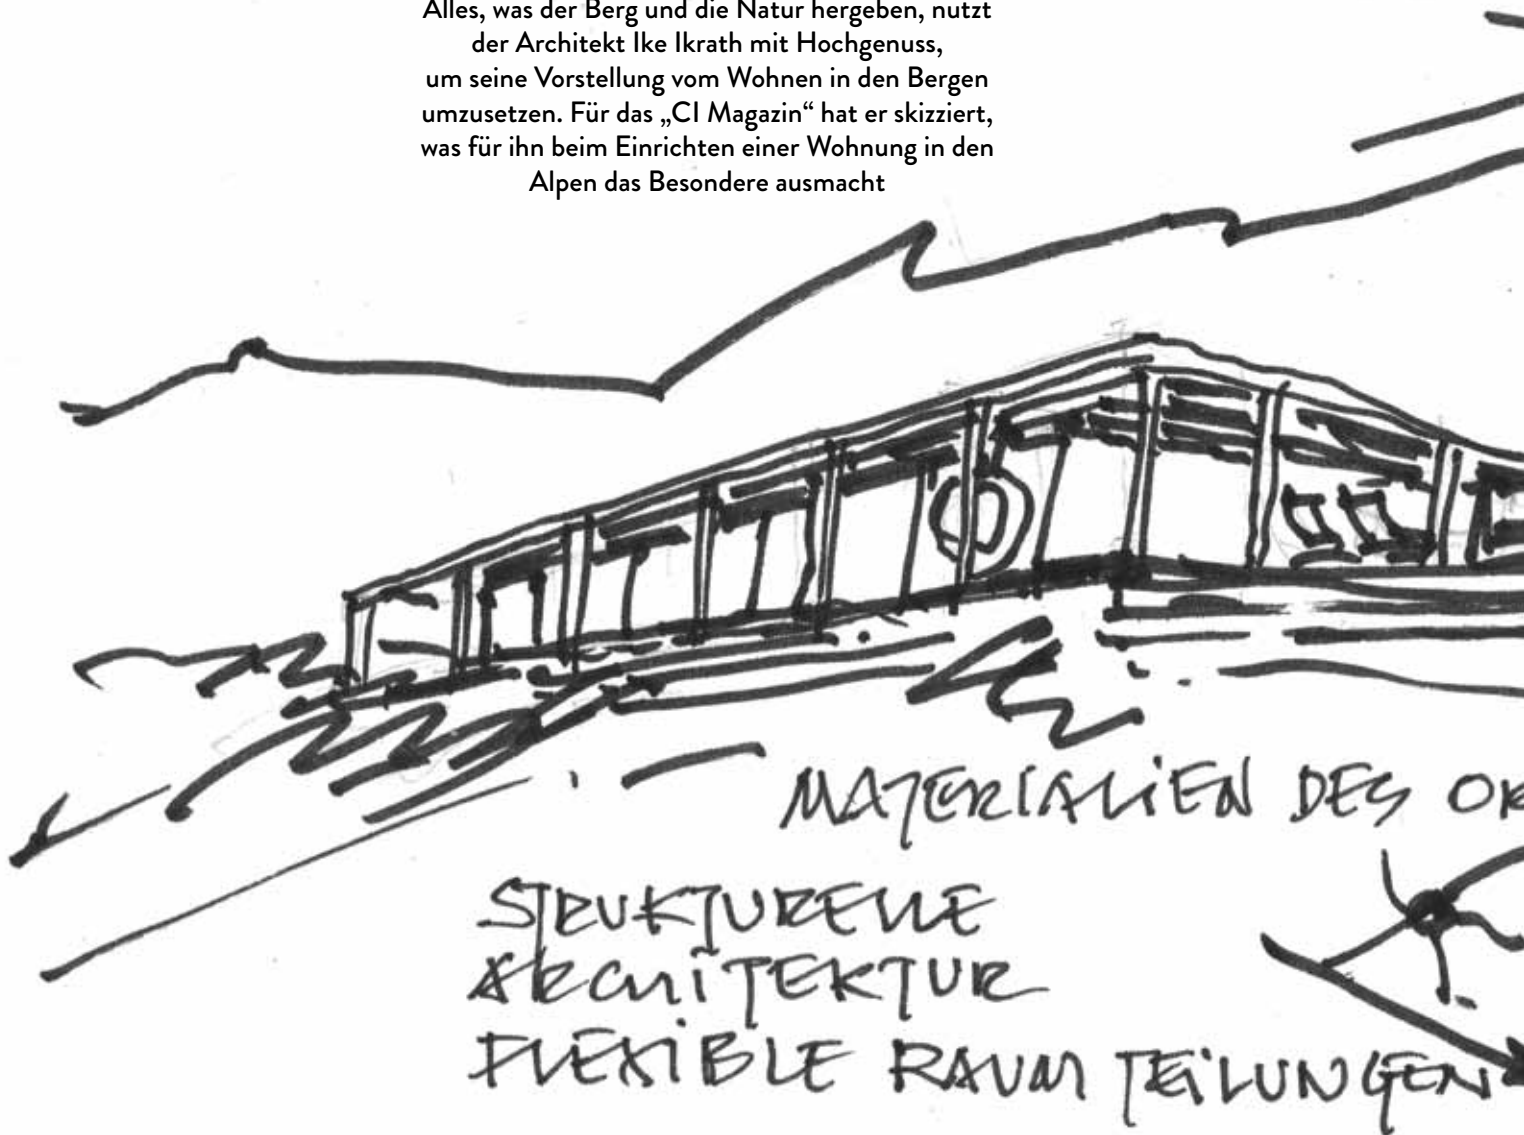 Alles, was der Berg und die Natur hergeben, nutzt
der Architekt Ike Ikrath mit Hochgenuss,
um seine Vorstellung vom Wohnen in den Bergen
umzusetzen. Für das „CI Magazin“ hat er skizziert,
was für ihn beim Einrichten einer Wohnung in den
Alpen das Besondere ausmacht
MATERIALIEN DES
STRUKTURELLE
ARCHITEKTUR
FLEXIBLE RAUM TEILUNGEN